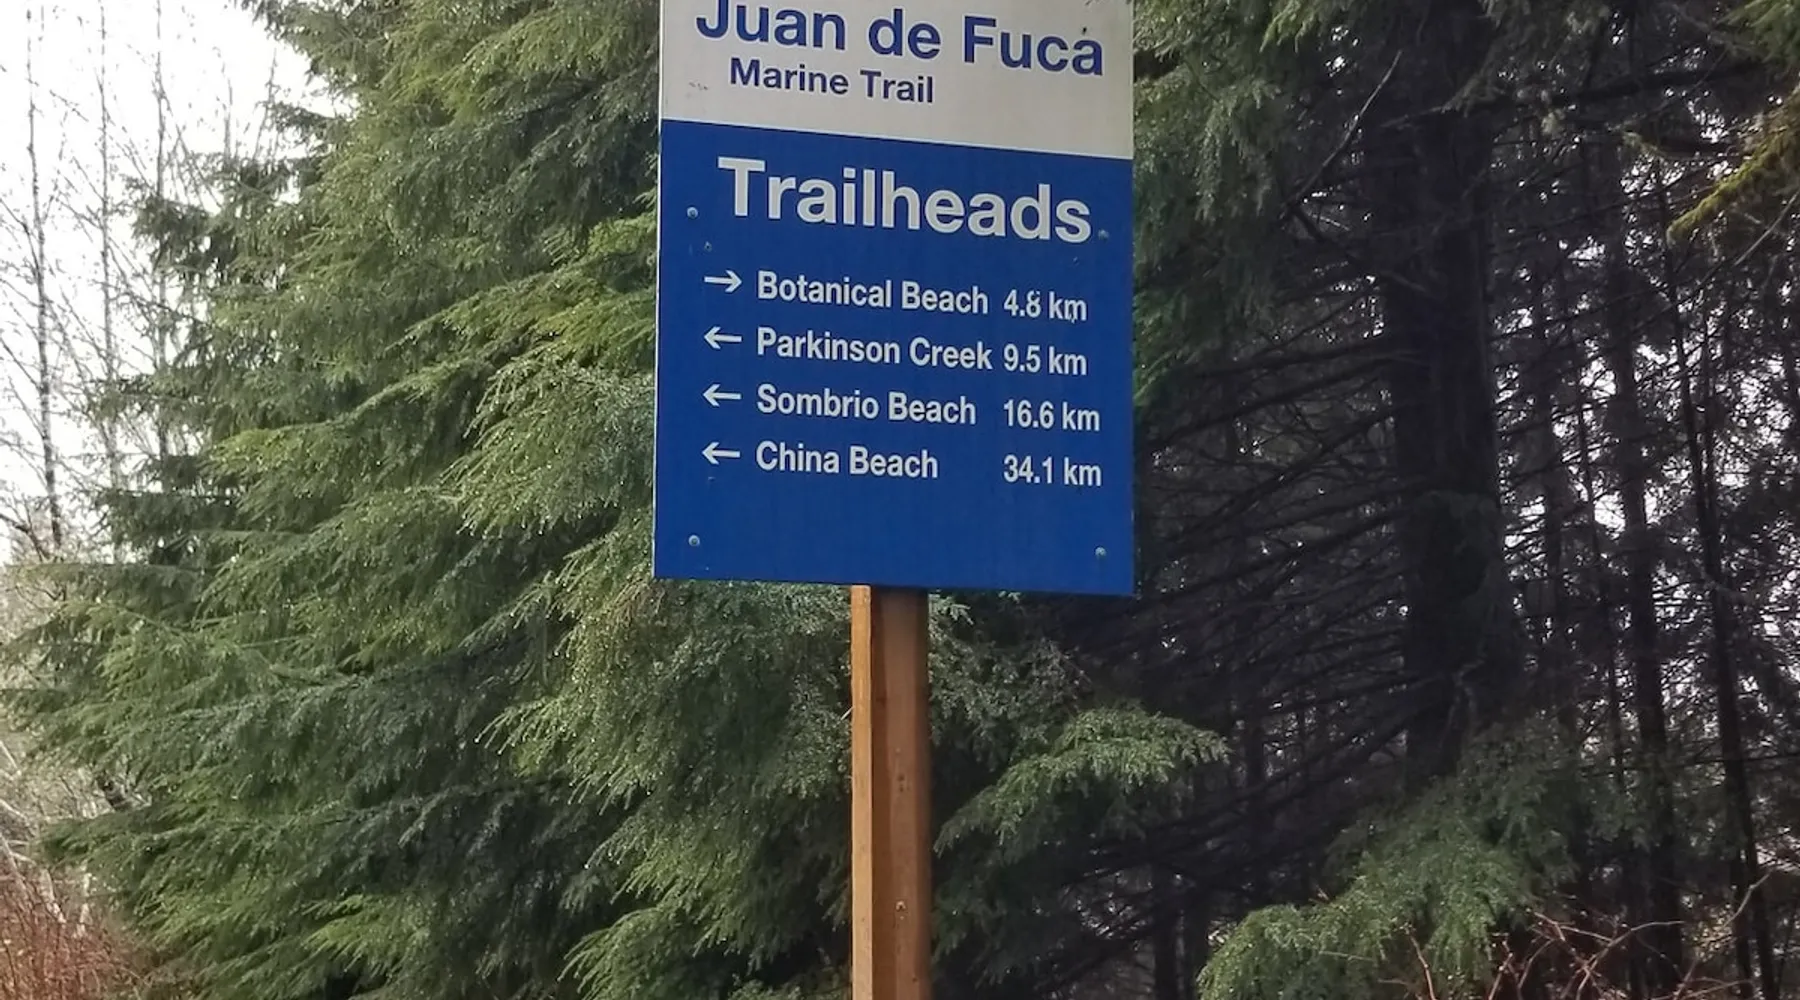 Juan de Fuca
Marine Trail
Trailheads
→ Botanical Beach 4.8 km
← Parkinson Creek 9.5 km
← Sombrio Beach 16.6 km
← China Beach 34.1 km